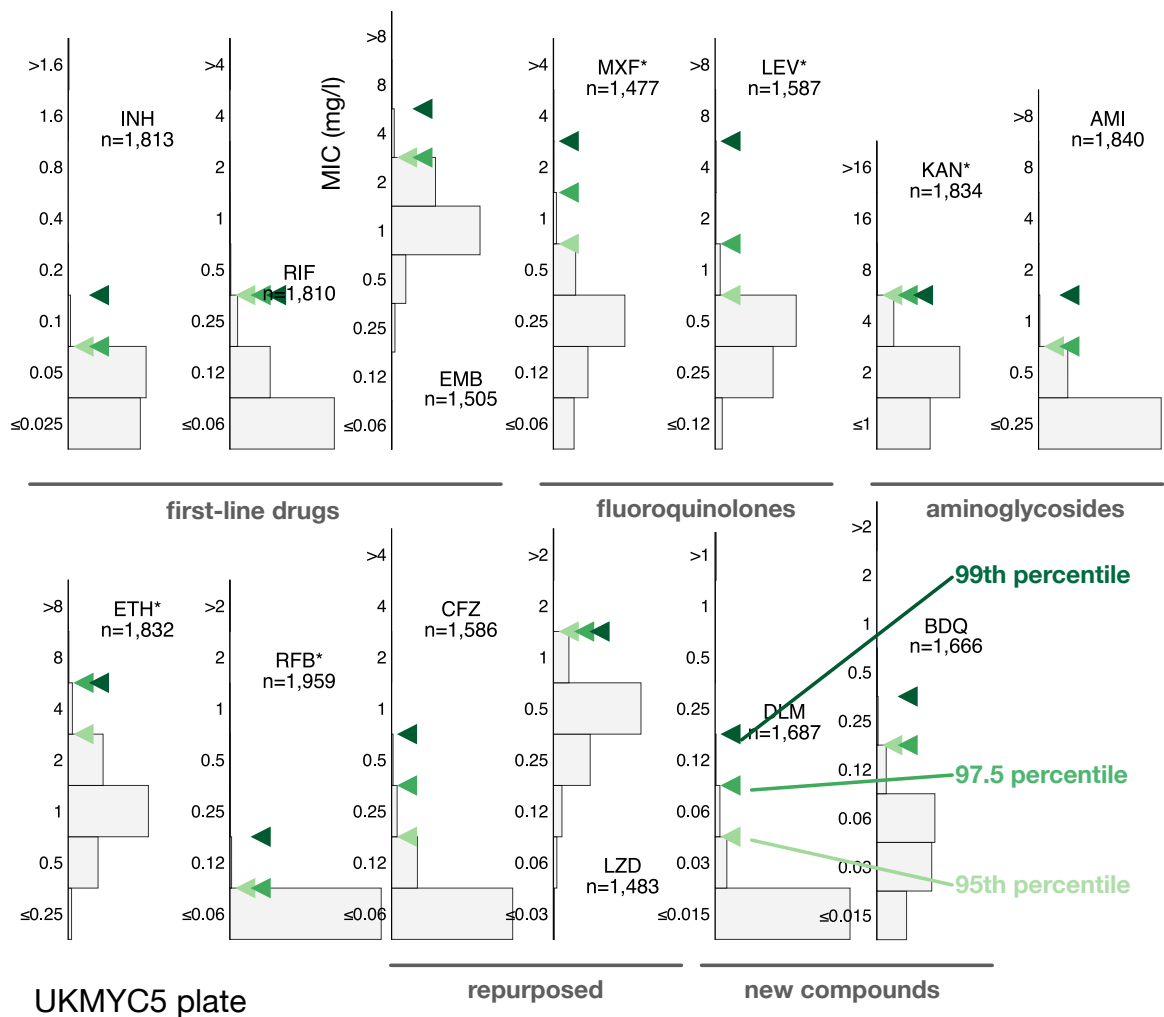 INH
n=1,813
>1.6
1.6
0.8
0.4
0.2
0.1
0.05
≤0.025
RIF
n=1,810
>4
4
2
1
0.5
0.25
0.12
≤0.06
MIC (mg/l)
EMB
n=1,505
>8
8
4
2
1
0.5
0.25
0.12
≤0.06
MXF*
n=1,477
>4
4
2
1
0.5
0.25
0.12
≤0.06
LEV*
n=1,587
>8
8
4
2
1
0.5
0.25
≤0.12
KAN*
n=1,834
>16
16
8
4
2
≤1
AMI
n=1,840
>8
8
4
2
1
0.5
≤0.25
first-line drugs
fluoroquinolones
aminoglycosides
ETH*
n=1,832
>8
8
4
2
1
0.5
≤0.25
RFB*
n=1,959
>2
2
1
0.5
0.25
0.12
≤0.06
CFZ
n=1,586
>4
4
2
1
0.5
0.25
0.12
≤0.06
LZD
n=1,483
>2
2
1
0.5
0.25
0.12
0.06
≤0.03
DLM
n=1,687
>1
1
0.5
0.25
0.12
0.06
0.03
≤0.015
BDQ
n=1,666
>2
2
1
0.5
0.25
0.12
0.06
0.03
≤0.015
99th percentile
97.5 percentile
95th percentile
repurposed
new compounds
UKMYC5 plate